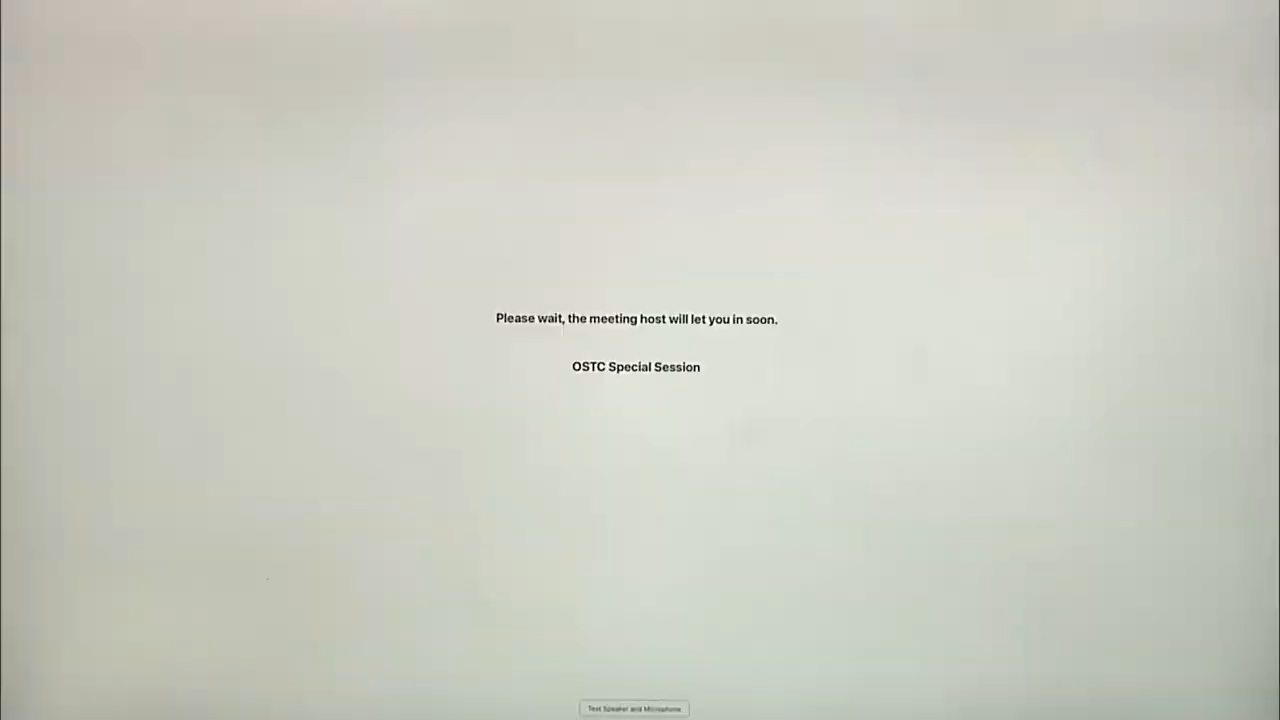 Please wait, the meeting host will let you in soon.
OSTC Special Session
Test Speaker and Microphone